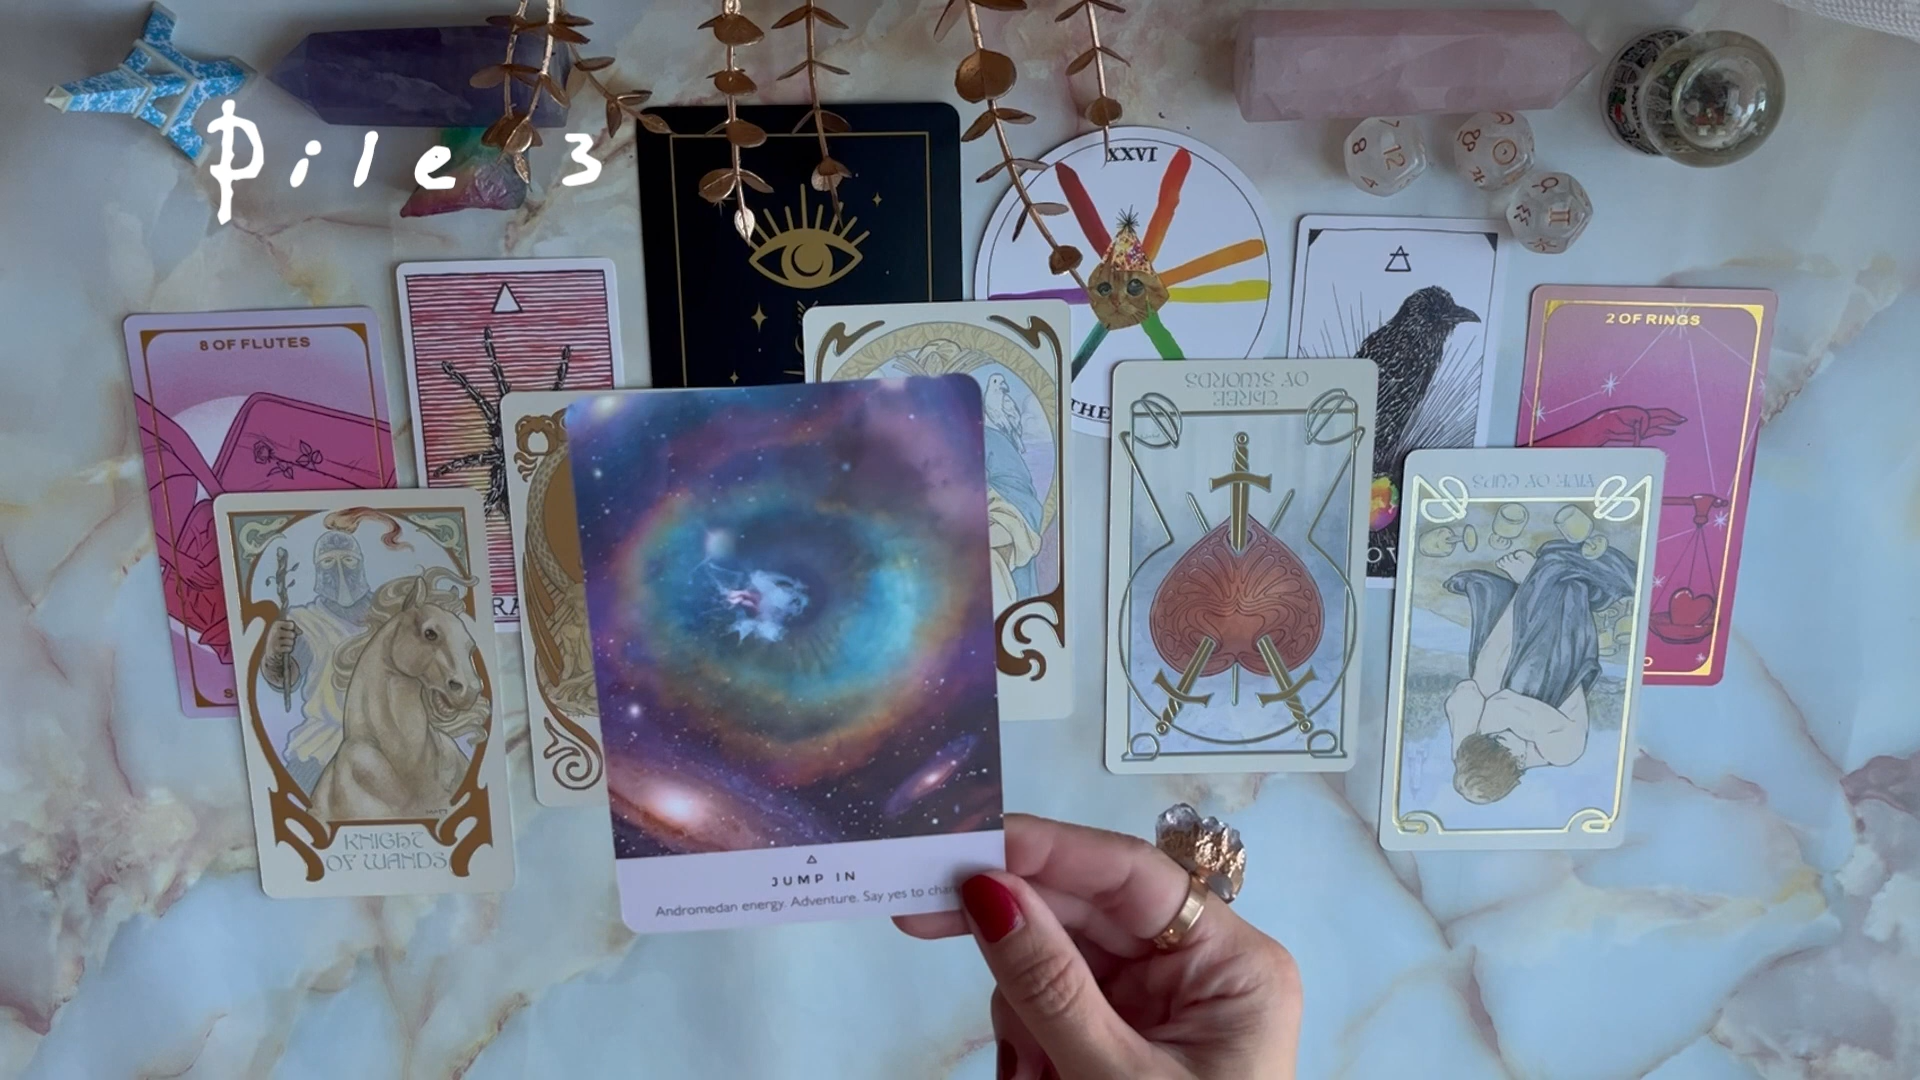 Pile 3
XXVI
8 OF FLUTES
2 OF RINGS
THE
THREE
OF SWORDS
FIVE OF CUPS
KNIGHT
OF WANDS
JUMP IN
Andromedan energy. Adventure. Say yes to